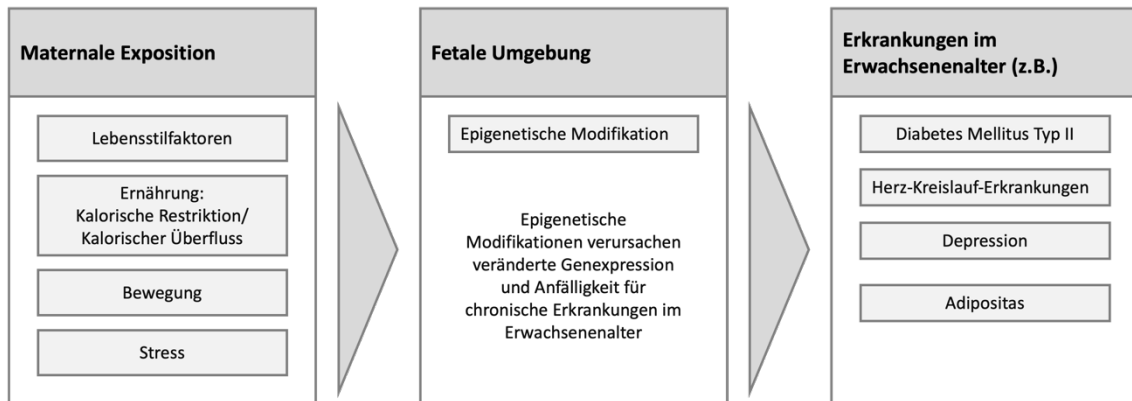 Maternale Exposition
Lebensstilfaktoren
Ernährung:
Kalorische Restriktion/
Kalorischer Überfluss
Bewegung
Stress
Fetale Umgebung
Epigenetische Modifikation
Epigenetische
Modifikationen verursachen
veränderte Genexpression
und Anfälligkeit für
chronische Erkrankungen im
Erwachsenenalter
Erkrankungen im
Erwachsenenalter (z.B.)
Diabetes Mellitus Typ II
Herz-Kreislauf-Erkrankungen
Depression
Adipositas